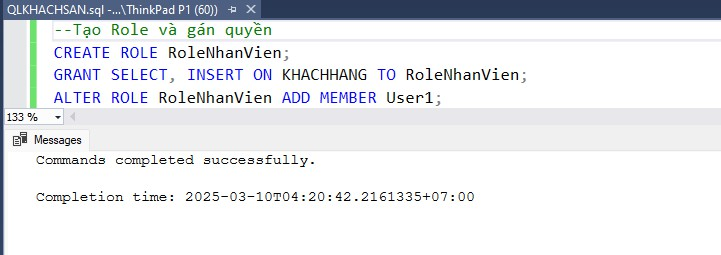 QLKHACHSAN.sql -...\ThinkPad P1 (60))
--Tạo Role và gán quyền
CREATE ROLE RoleNhanVien;
GRANT SELECT, INSERT ON KHACHHANG TO RoleNhanVien;
ALTER ROLE RoleNhanVien ADD MEMBER User1;
133 %
Messages
Commands completed successfully.
Completion time: 2025-03-10T04:20:42.2161335+07:00